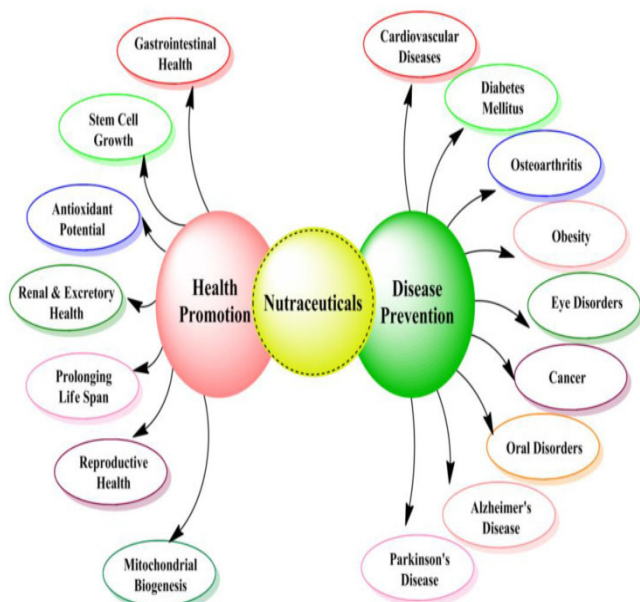 Gastrointestinal
Health
Stem Cell
Growth
Antioxidant
Potential
Renal & Excretory
Health
Prolonging
Life Span
Reproductive
Health
Mitochondrial
Biogenesis
Health
Promotion
Nutraceuticals
Disease
Prevention
Cardiovascular
Diseases
Diabetes
Mellitus
Osteoarthritis
Obesity
Eye Disorders
Cancer
Oral Disorders
Alzheimer's
Disease
Parkinson's
Disease